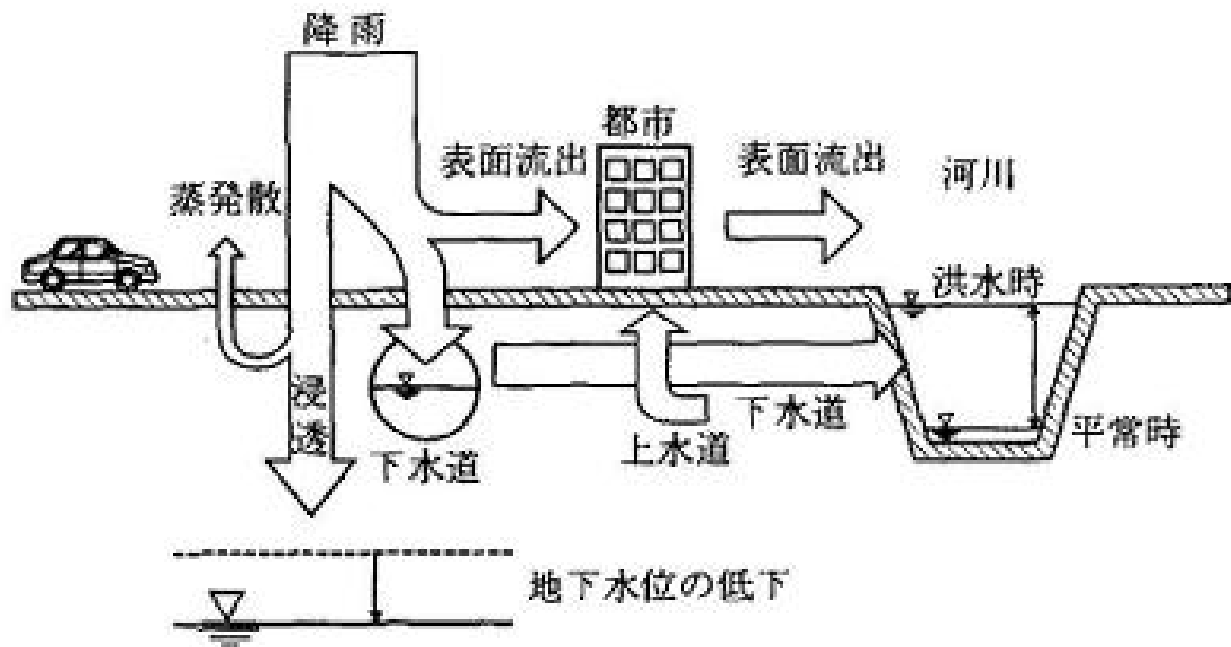 降雨
都市
表面流出
表面流出
河川
蒸発散
洪水時
浸透
下水道
上水道
下水道
平常時
地下水位の低下